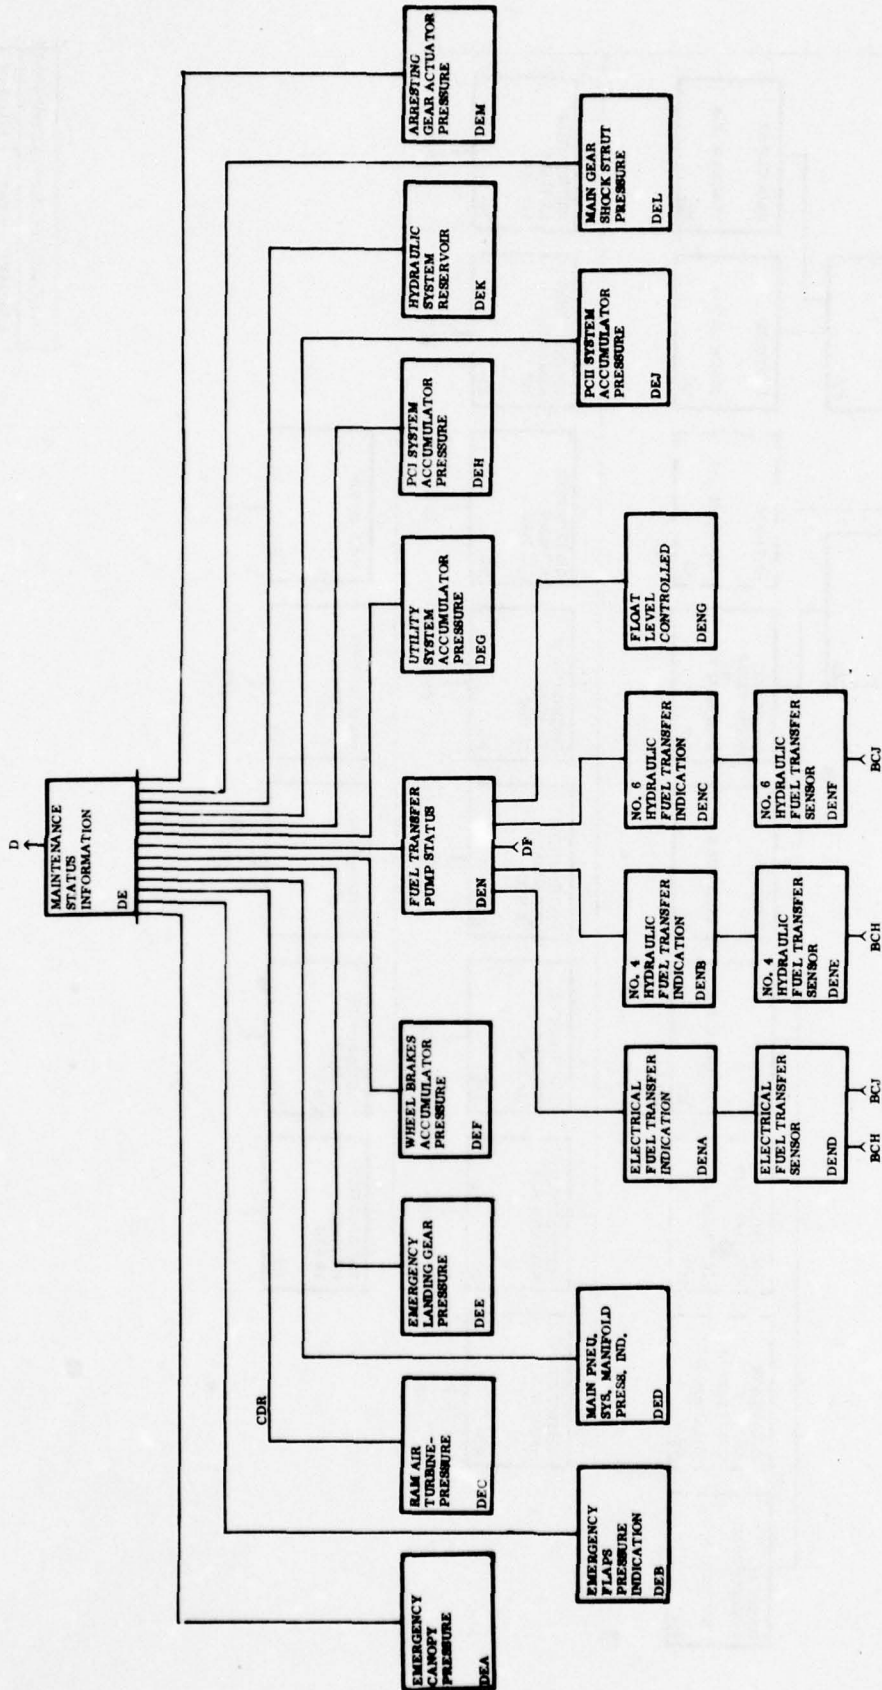 D
MAINTENANCE
STATUS
INFORMATION
DE
CDR
EMERGENCY
CANOPY
PRESSURE
DEA
EMERGENCY
FLAPS
PRESSURE
INDICATION
DEB
RAM AIR
TURBINE-
PRESSURE
DEC
MAIN PNEU.
SYS. MANIFOLD
PRESS. IND.
DED
EMERGENCY
LANDING GEAR
PRESSURE
DEE
WHEEL BRAKES
ACCUMULATOR
PRESSURE
DEF
FUEL TRANSFER
PUMP STATUS
DEN
DF
UTILITY
SYSTEM
ACCUMULATOR
PRESSURE
DEG
PCI SYSTEM
ACCUMULATOR
PRESSURE
DEH
PCII SYSTEM
ACCUMULATOR
PRESSURE
DEJ
HYDRAULIC
SYSTEM
RESERVOIR
DEK
MAIN GEAR
SHOCK STRUT
PRESSURE
DEL
ARRESTING
GEAR ACTUATOR
PRESSURE
DEM
ELECTRICAL
FUEL TRANSFER
INDICATION
DENA
NO. 4
HYDRAULIC
FUEL TRANSFER
INDICATION
DENB
NO. 6
HYDRAULIC
FUEL TRANSFER
INDICATION
DENC
FLOAT
LEVEL
CONTROLLED
DENG
ELECTRICAL
FUEL TRANSFER
SENSOR
DEND
NO. 4
HYDRAULIC
FUEL TRANSFER
SENSOR
DENE
NO. 6
HYDRAULIC
FUEL TRANSFER
SENSOR
DENF
BCH
BCJ
BCH
BCJ